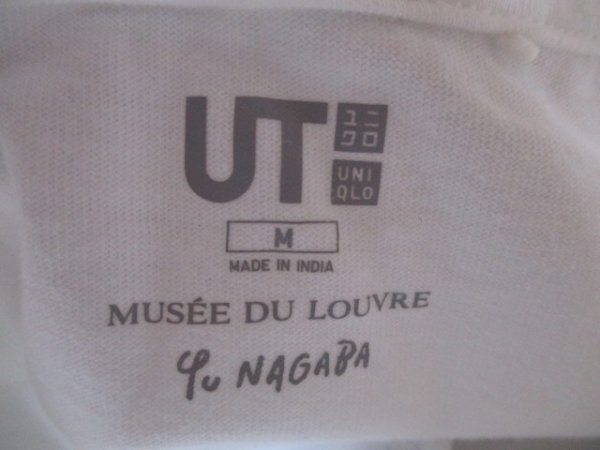 UT
ユニ
クロ
UNI
QLO
M
MADE IN INDIA
MUSÉE DU LOUVRE
Yu NAGABA